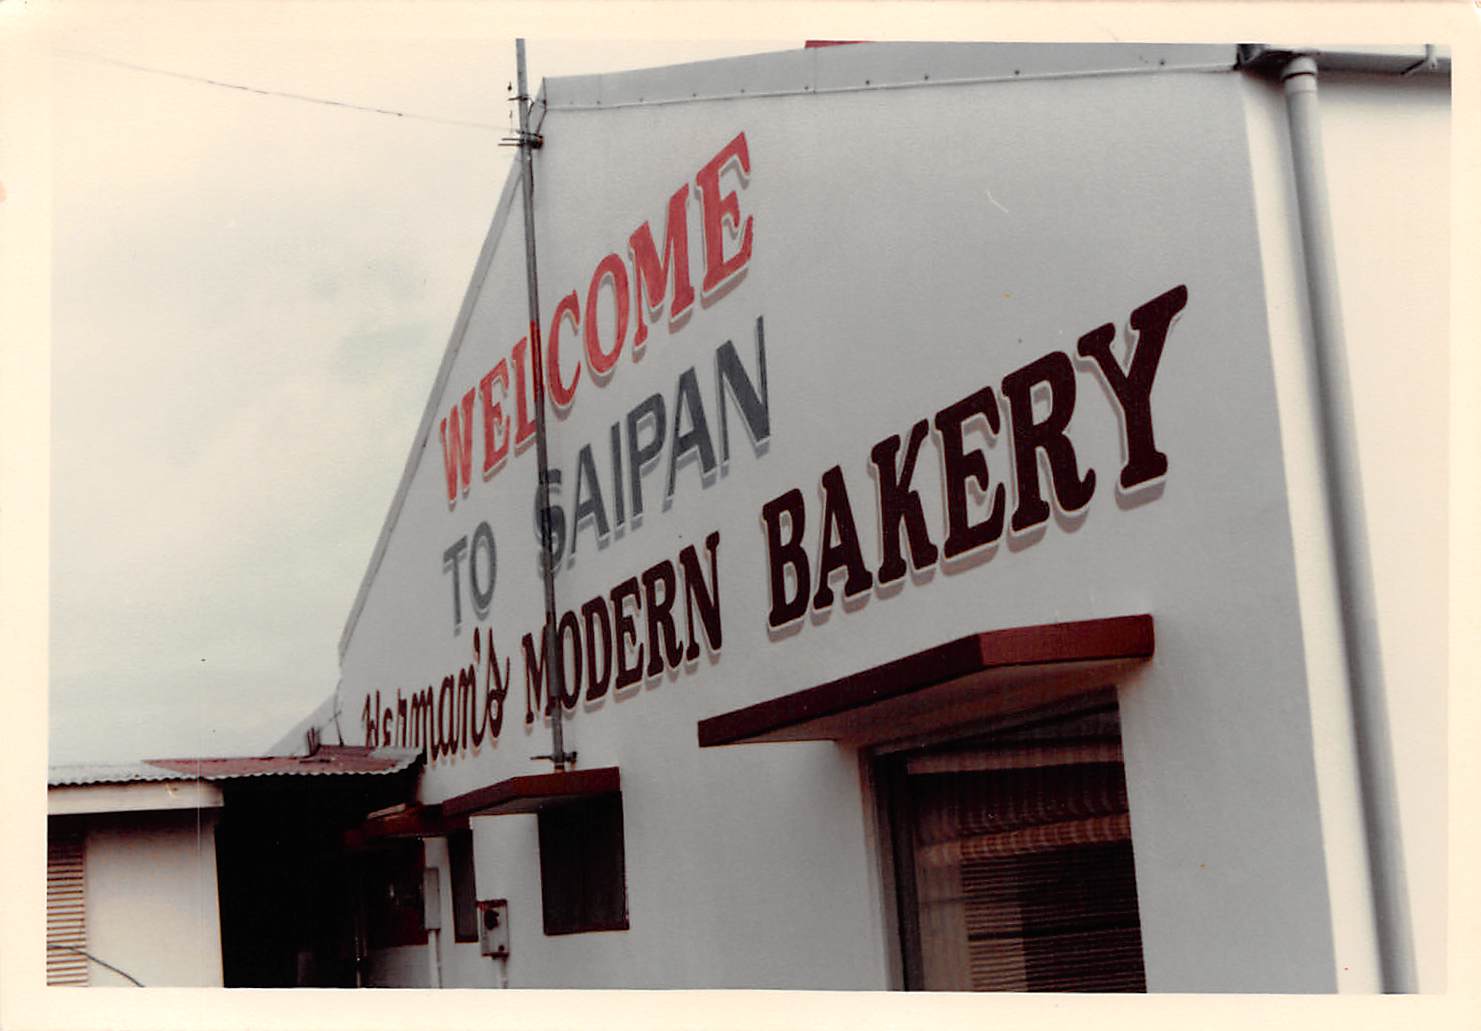 WELCOME
TO SAIPAN
Herman's MODERN BAKERY